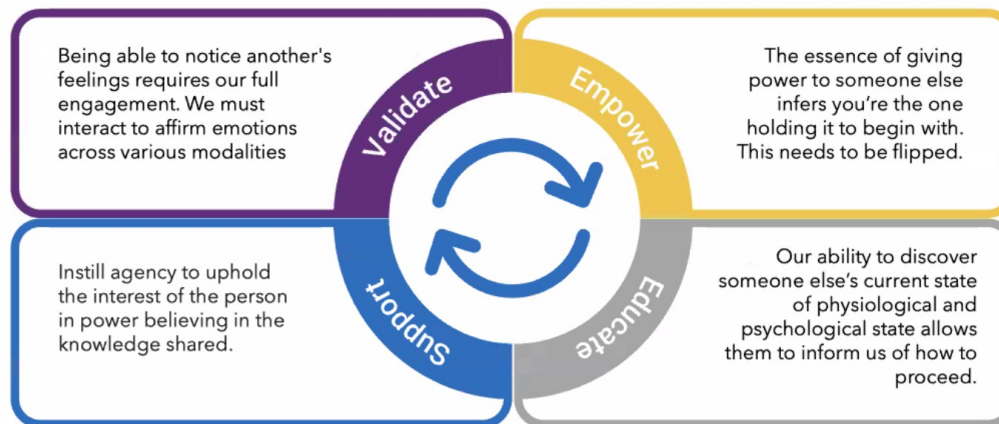 Being able to notice another's
feelings requires our full
engagement. We must
interact to affirm emotions
across various modalities
Validate
Empower
The essence of giving
power to someone else
infers you’re the one
holding it to begin with.
This needs to be flipped.
Instill agency to uphold
the interest of the person
in power believing in the
knowledge shared.
Support
Educate
Our ability to discover
someone else’s current state
of physiological and
psychological state allows
them to inform us of how to
proceed.